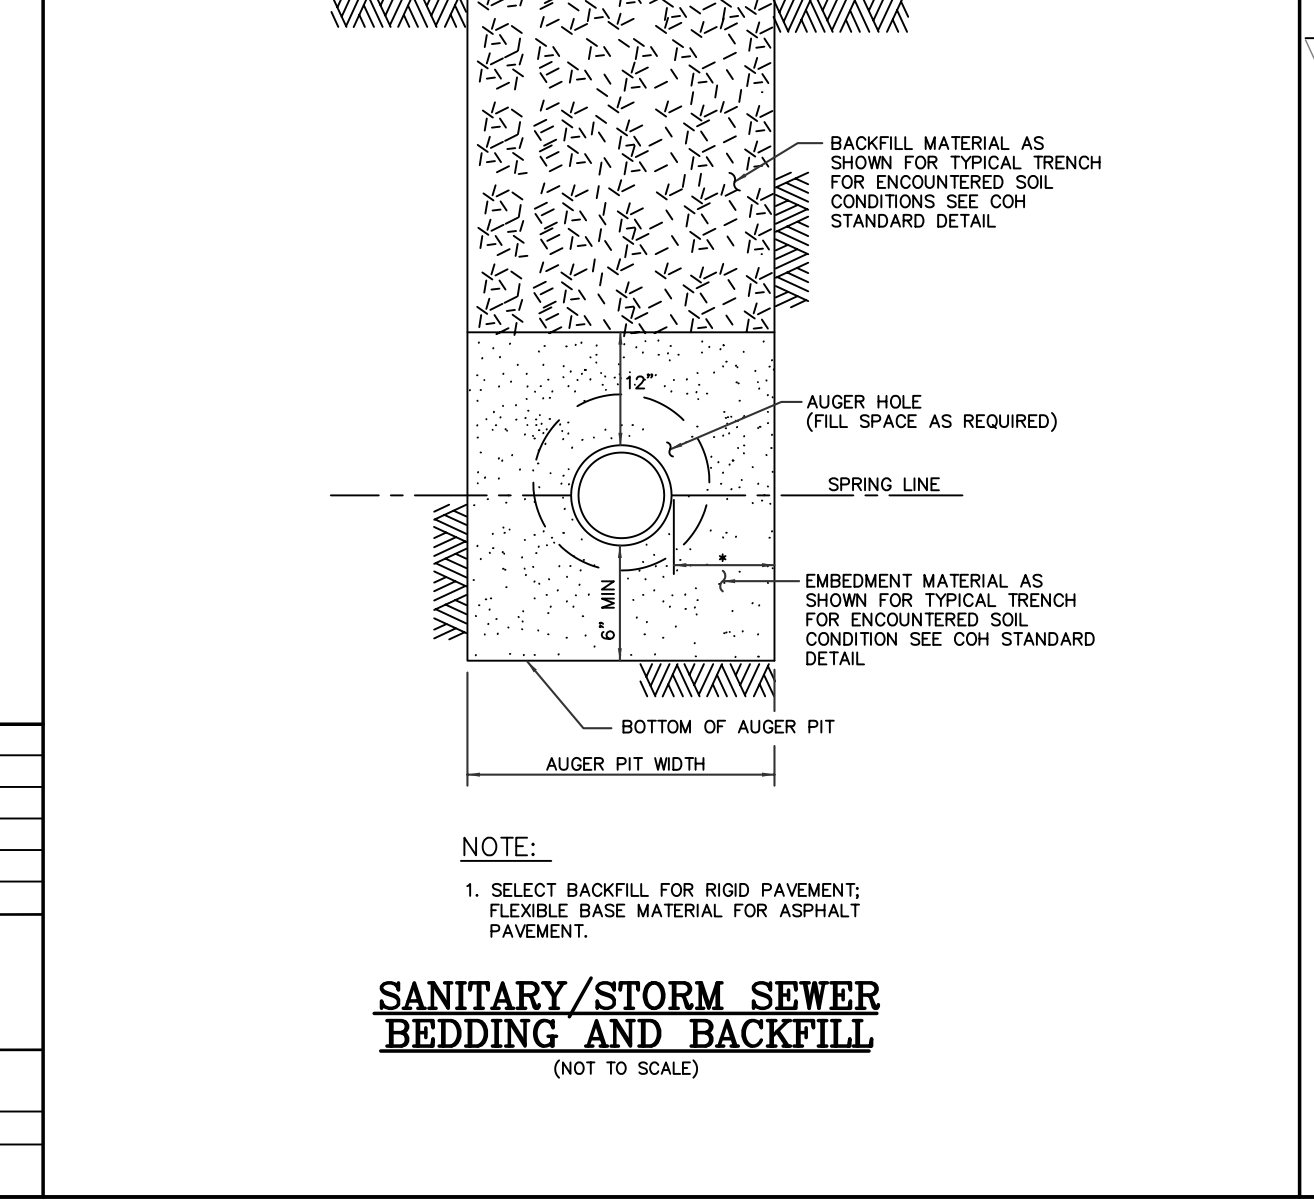 BACKFILL MATERIAL AS
SHOWN FOR TYPICAL TRENCH
FOR ENCOUNTERED SOIL
CONDITIONS SEE COH
STANDARD DETAIL
12"
AUGER HOLE
(FILL SPACE AS REQUIRED)
SPRING LINE
*
6" MIN
EMBEDMENT MATERIAL AS
SHOWN FOR TYPICAL TRENCH
FOR ENCOUNTERED SOIL
CONDITION SEE COH STANDARD
DETAIL
BOTTOM OF AUGER PIT
AUGER PIT WIDTH
NOTE:
1. SELECT BACKFILL FOR RIGID PAVEMENT;
FLEXIBLE BASE MATERIAL FOR ASPHALT
PAVEMENT.
SANITARY/STORM SEWER
BEDDING AND BACKFILL
(NOT TO SCALE)